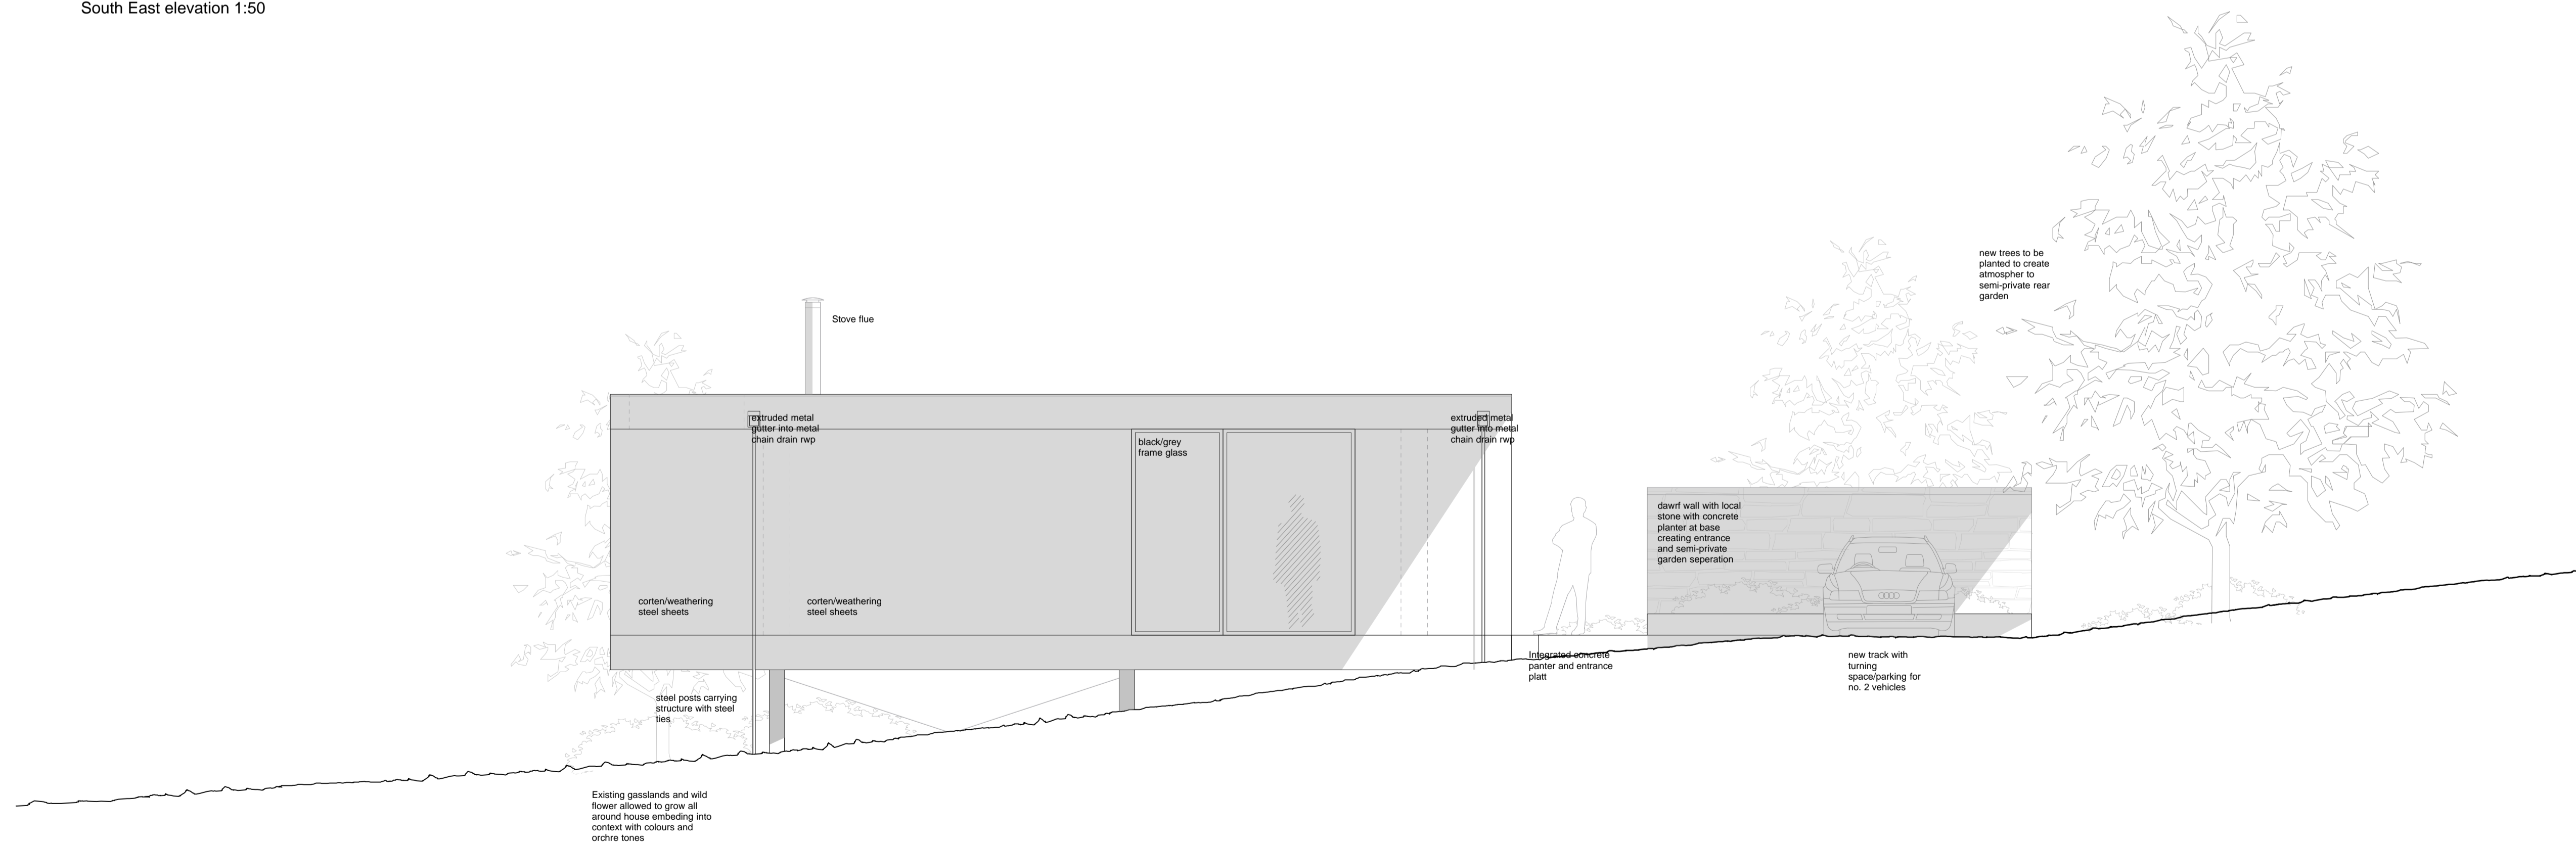 South East elevation 1:50
new trees to be
planted to create
atmospher to
semi-private rear
garden
Stove flue
extruded metal
gutter into metal
chain drain rwp
extruded metal
gutter into metal
chain drain rwp
black/grey
frame glass
dawrf wall with local
stone with concrete
planter at base
creating entrance
and semi-private
garden seperation
corten/weathering
steel sheets
corten/weathering
steel sheets
Integrated concrete
panter and entrance
platt
new track with
turning
space/parking for
no. 2 vehicles
steel posts carrying
structure with steel
ties
Existing gasslands and wild
flower allowed to grow all
around house embeding into
context with colours and
orchre tones